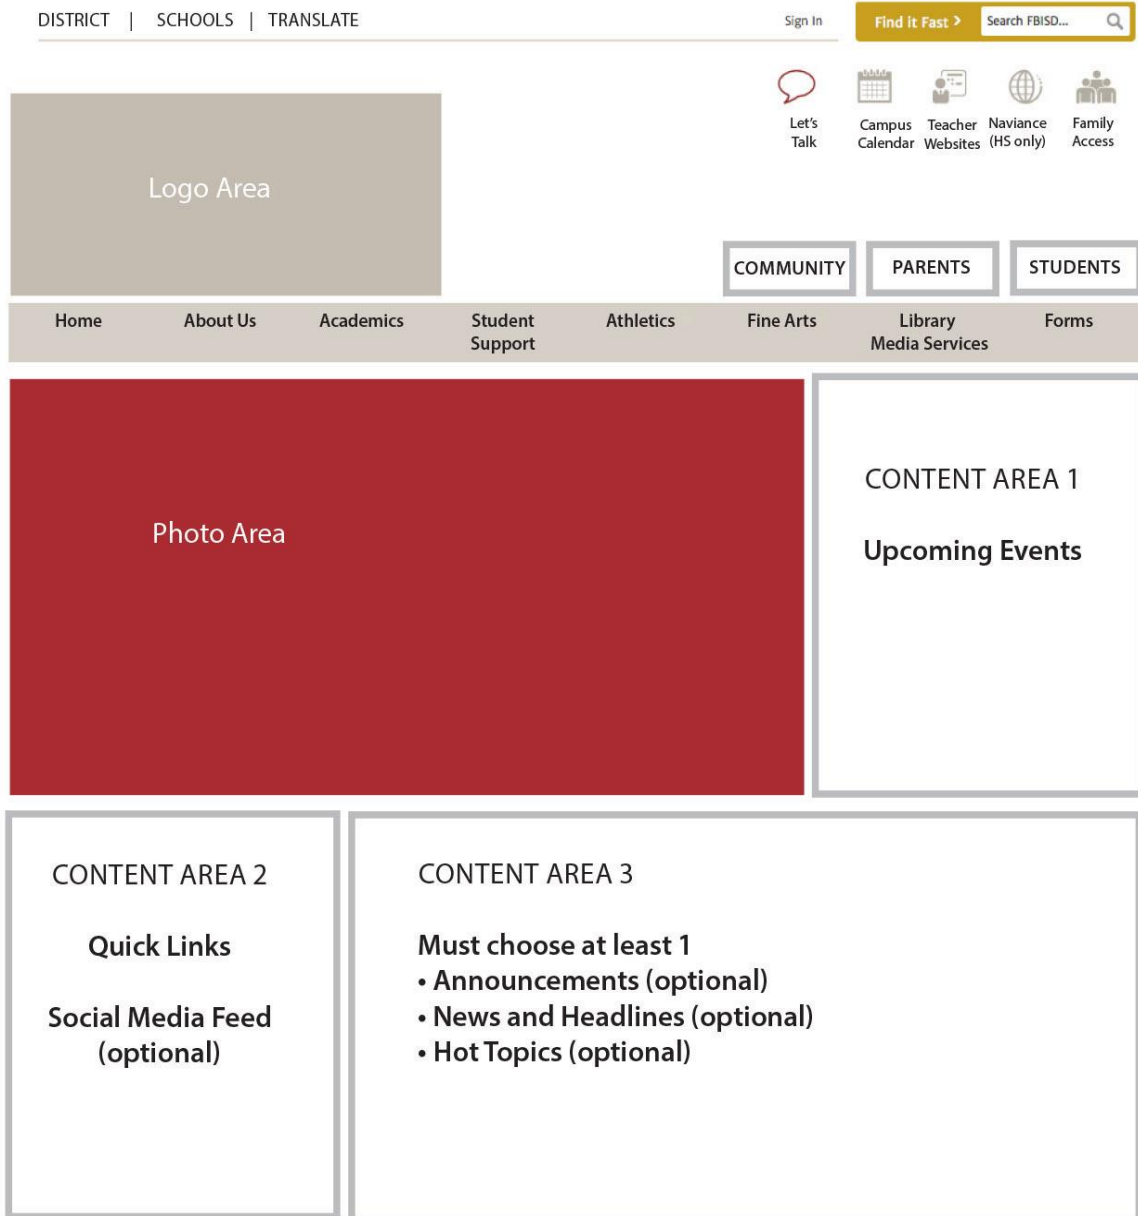 DISTRICT | SCHOOLS | TRANSLATE
Sign In
Find it Fast >
Search FBISD...
Let's
Talk
Campus
Calendar
Teacher
Websites
Naviance
(HS only)
Family
Access
Logo Area
COMMUNITY
PARENTS
STUDENTS
Home
About Us
Academics
Student
Support
Athletics
Fine Arts
Library
Media Services
Forms
Photo Area
CONTENT AREA 1
Upcoming Events
CONTENT AREA 2
Quick Links
Social Media Feed
(optional)
CONTENT AREA 3
Must choose at least 1
• Announcements (optional)
• News and Headlines (optional)
• Hot Topics (optional)